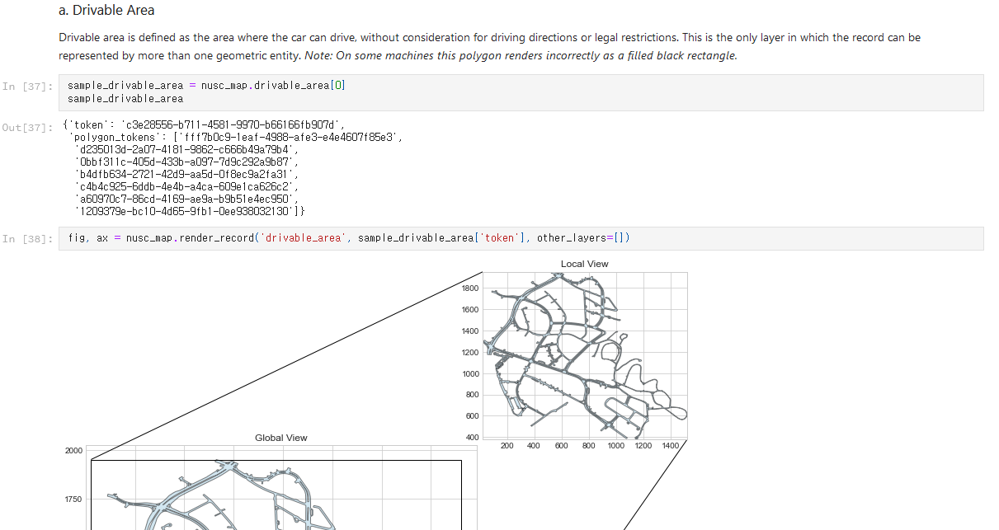 a. Drivable Area
Drivable area is defined as the area where the car can drive, without consideration for driving directions or legal restrictions. This is the only layer in which the record can be
represented by more than one geometric entity. Note: On some machines this polygon renders incorrectly as a filled black rectangle.
In [37]: sample_drivable_area = nusc_map.drivable_area[0]
sample_drivable_area
Out[37]: {'token': 'c3e28556-b711-4581-9970-b66166fb907d',
'polygon_tokens': ['fff7b0c9-1eaf-4988-afe3-e4e4607f85e3',
'd235013d-2a07-4181-9862-c666b49a79b4',
'0bbf311c-405d-433b-a097-7d9c292a9b87',
'b4dfb634-2721-42d9-aa5d-0f8ec9a2fa31',
'c4b4c925-6ddb-4e4b-a4ca-609e1ca626c2',
'a60970c7-86cd-4169-ae9a-b9b51e4ec950',
'1209379e-bc10-4d65-9fb1-0ee938032130']}
In [38]: fig, ax = nusc_map.render_record('drivable_area', sample_drivable_area['token'], other_layers=[])
Local View
1800
1600
1400
1200
1000
800
600
400
200 400 600 800 1000 1200 1400
Global View
2000
1750